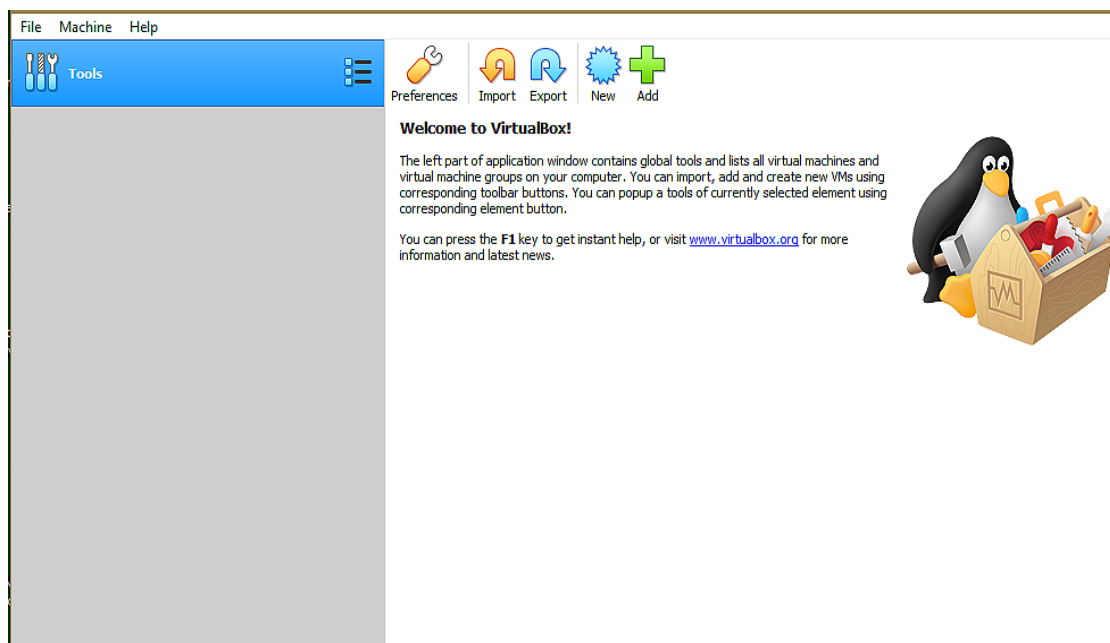 File Machine Help
Tools
Preferences Import Export New Add
Welcome to VirtualBox!
The left part of application window contains global tools and lists all virtual machines and
virtual machine groups on your computer. You can import, add and create new VMs using
corresponding toolbar buttons. You can popup a tools of currently selected element using
corresponding element button.
You can press the F1 key to get instant help, or visit www.virtualbox.org for more
information and latest news.